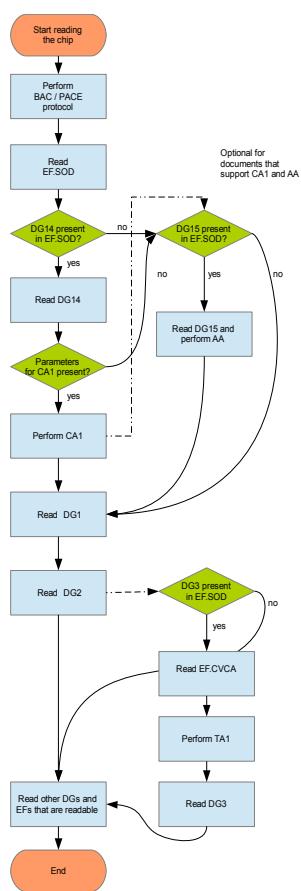 Start reading
the chip
Perform
BAC / PACE
protocol
Read
EF.SOD
Optional for
documents that
support CA1 and AA
DG14 present
in EF.SOD?
no
DG15 present
in EF.SOD?
yes
no
yes
no
Read DG14
Read DG15 and
perform AA
Parameters
for CA1 present?
yes
Perform CA1
Read DG1
Read DG2
DG3 present
in EF.SOD
no
yes
Read EF.CVCA
Perform TA1
Read other DGs and
EFs that are readable
Read DG3
End